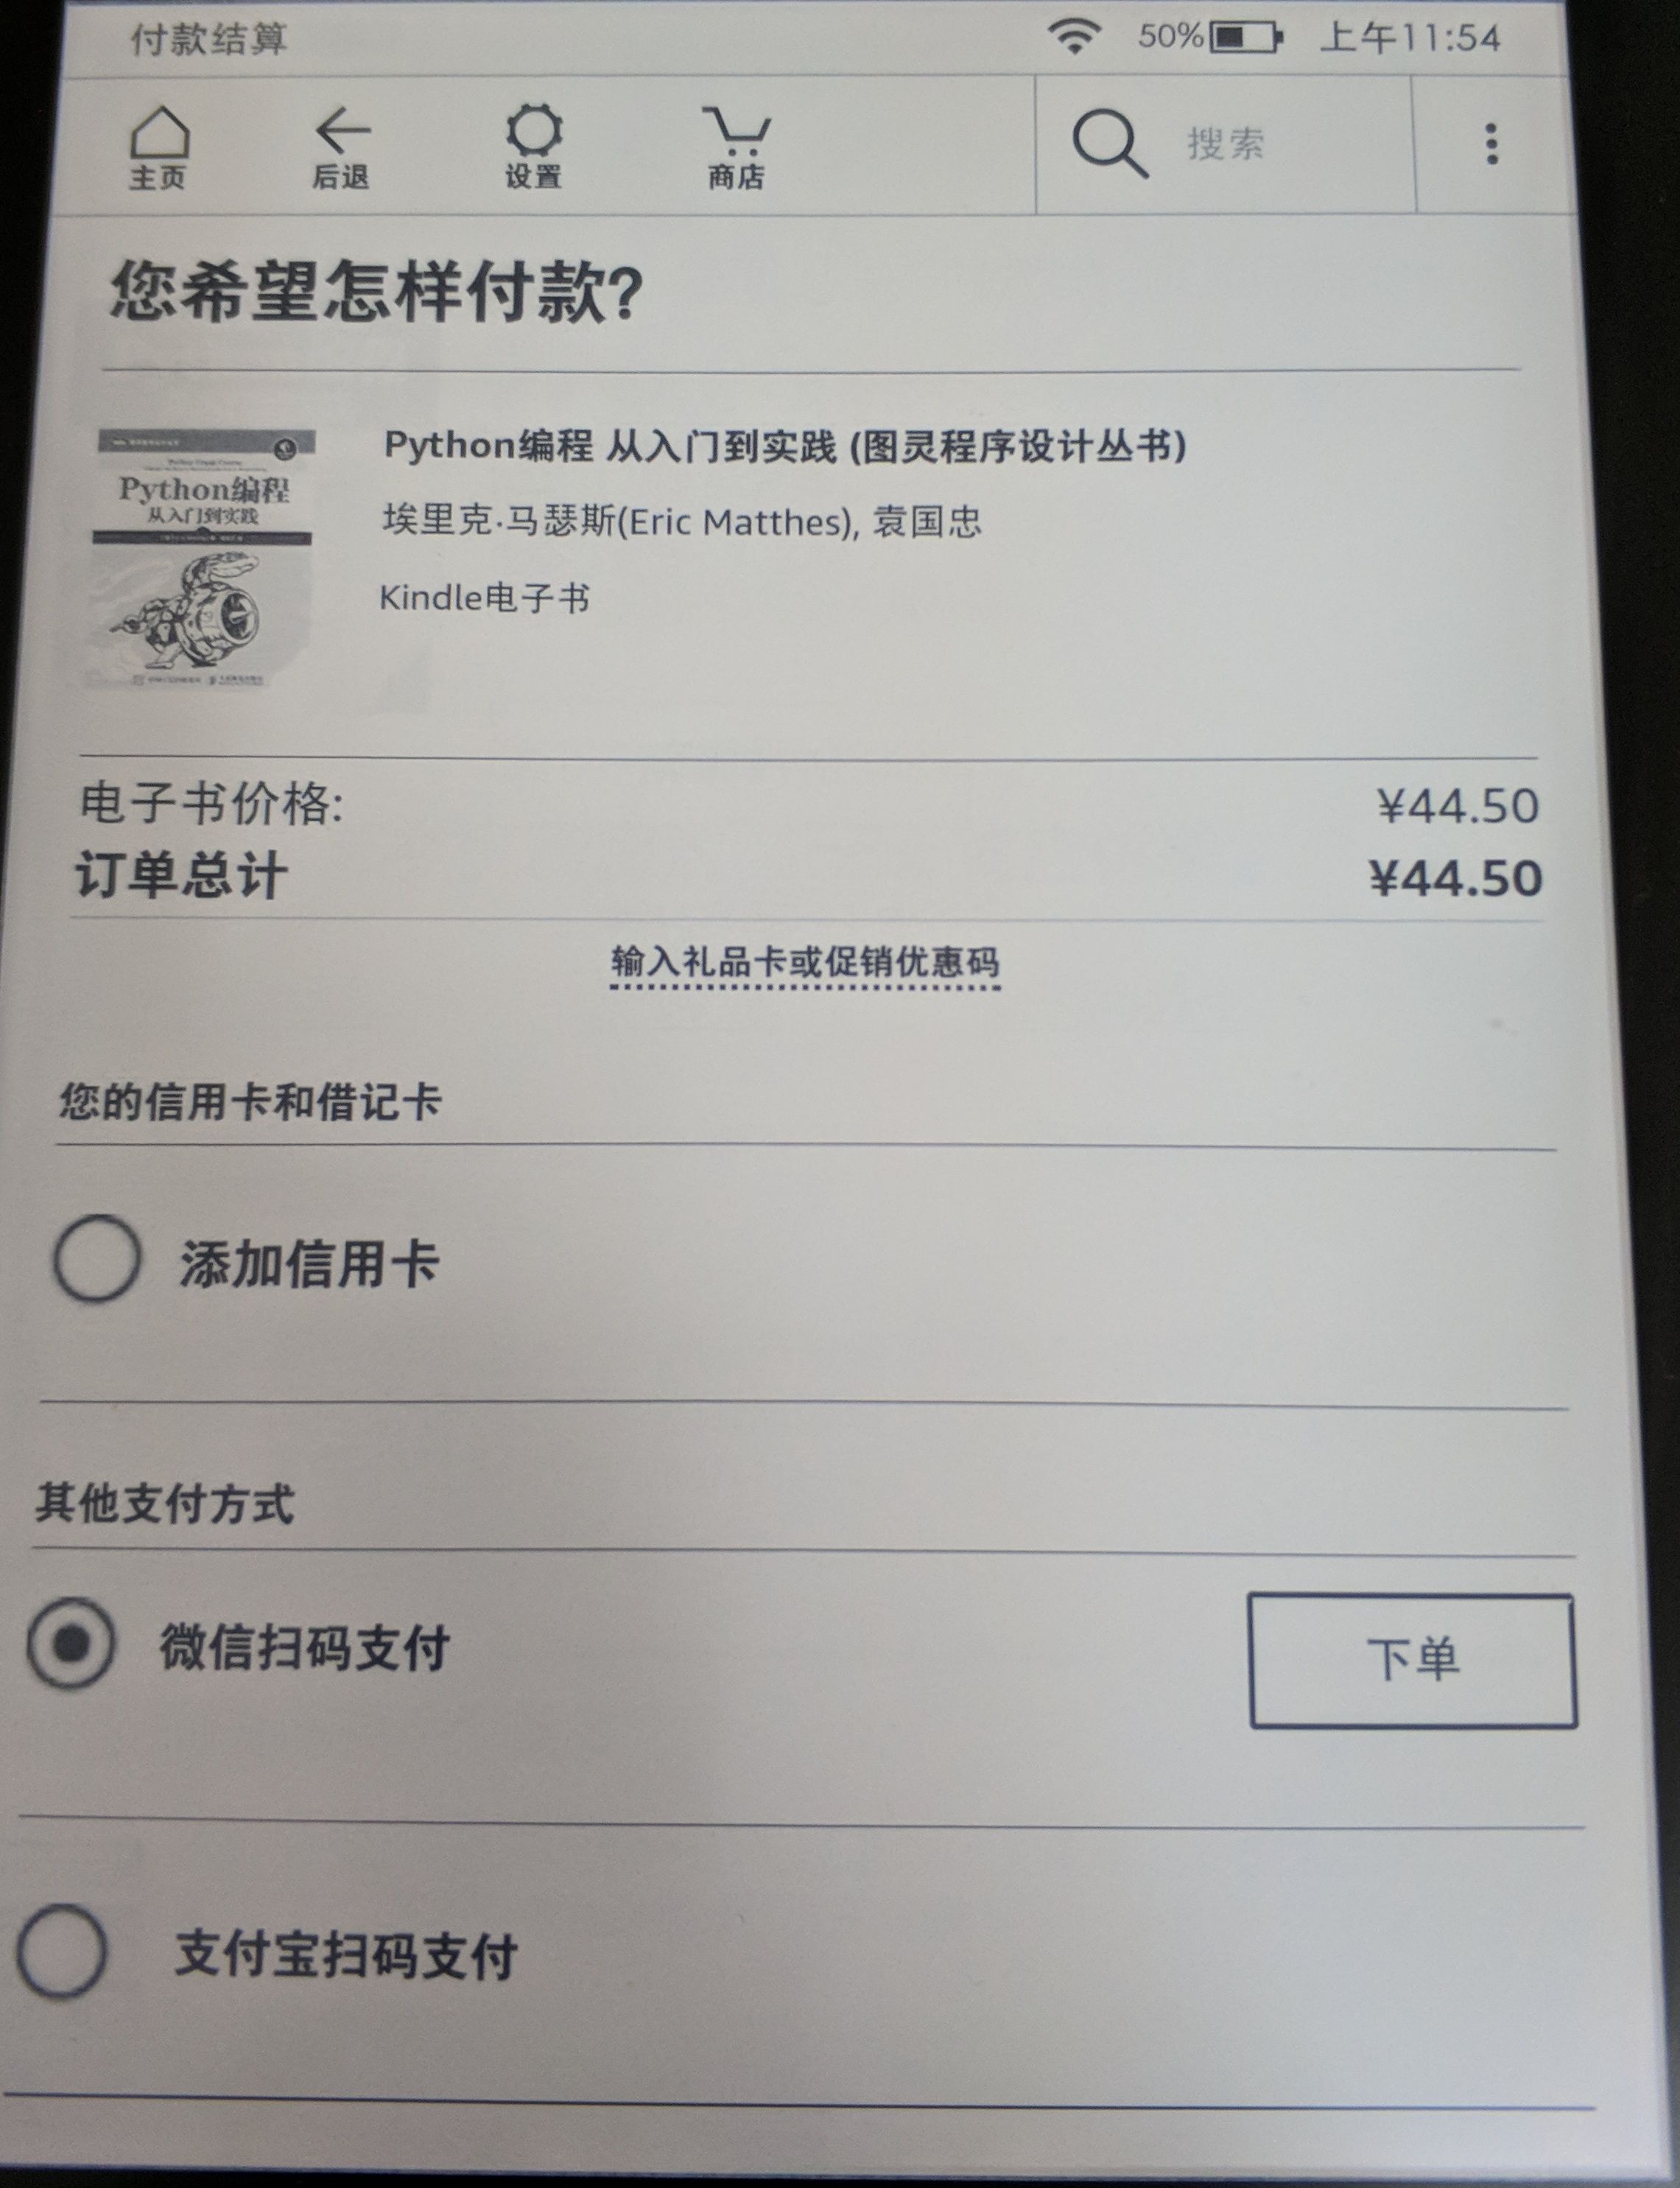 付款结算
50%
上午11:54
主页
后退
设置
商店
搜索
您希望怎样付款?
Python编程
从入门到实践
Python编程 从入门到实践 (图灵程序设计丛书)
埃里克·马瑟斯(Eric Matthes), 袁国忠
Kindle电子书
电子书价格: ¥44.50
订单总计 ¥44.50
输入礼品卡或促销优惠码
您的信用卡和借记卡
添加信用卡
其他支付方式
微信扫码支付
下单
支付宝扫码支付